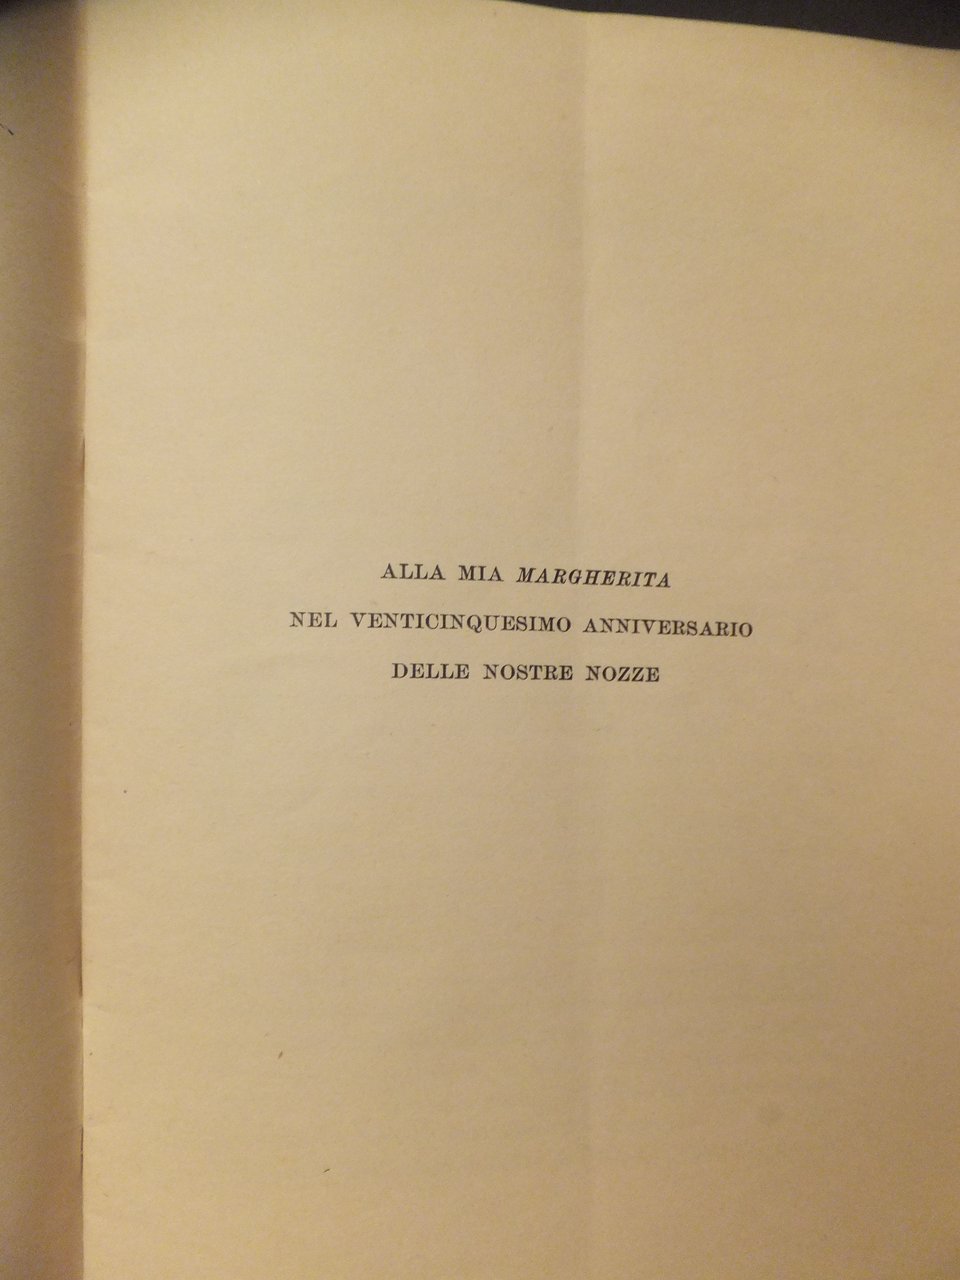 ALLA MIA MARGHERITA
NEL VENTICINQUESIMO ANNIVERSARIO
DELLE NOSTRE NOZZE